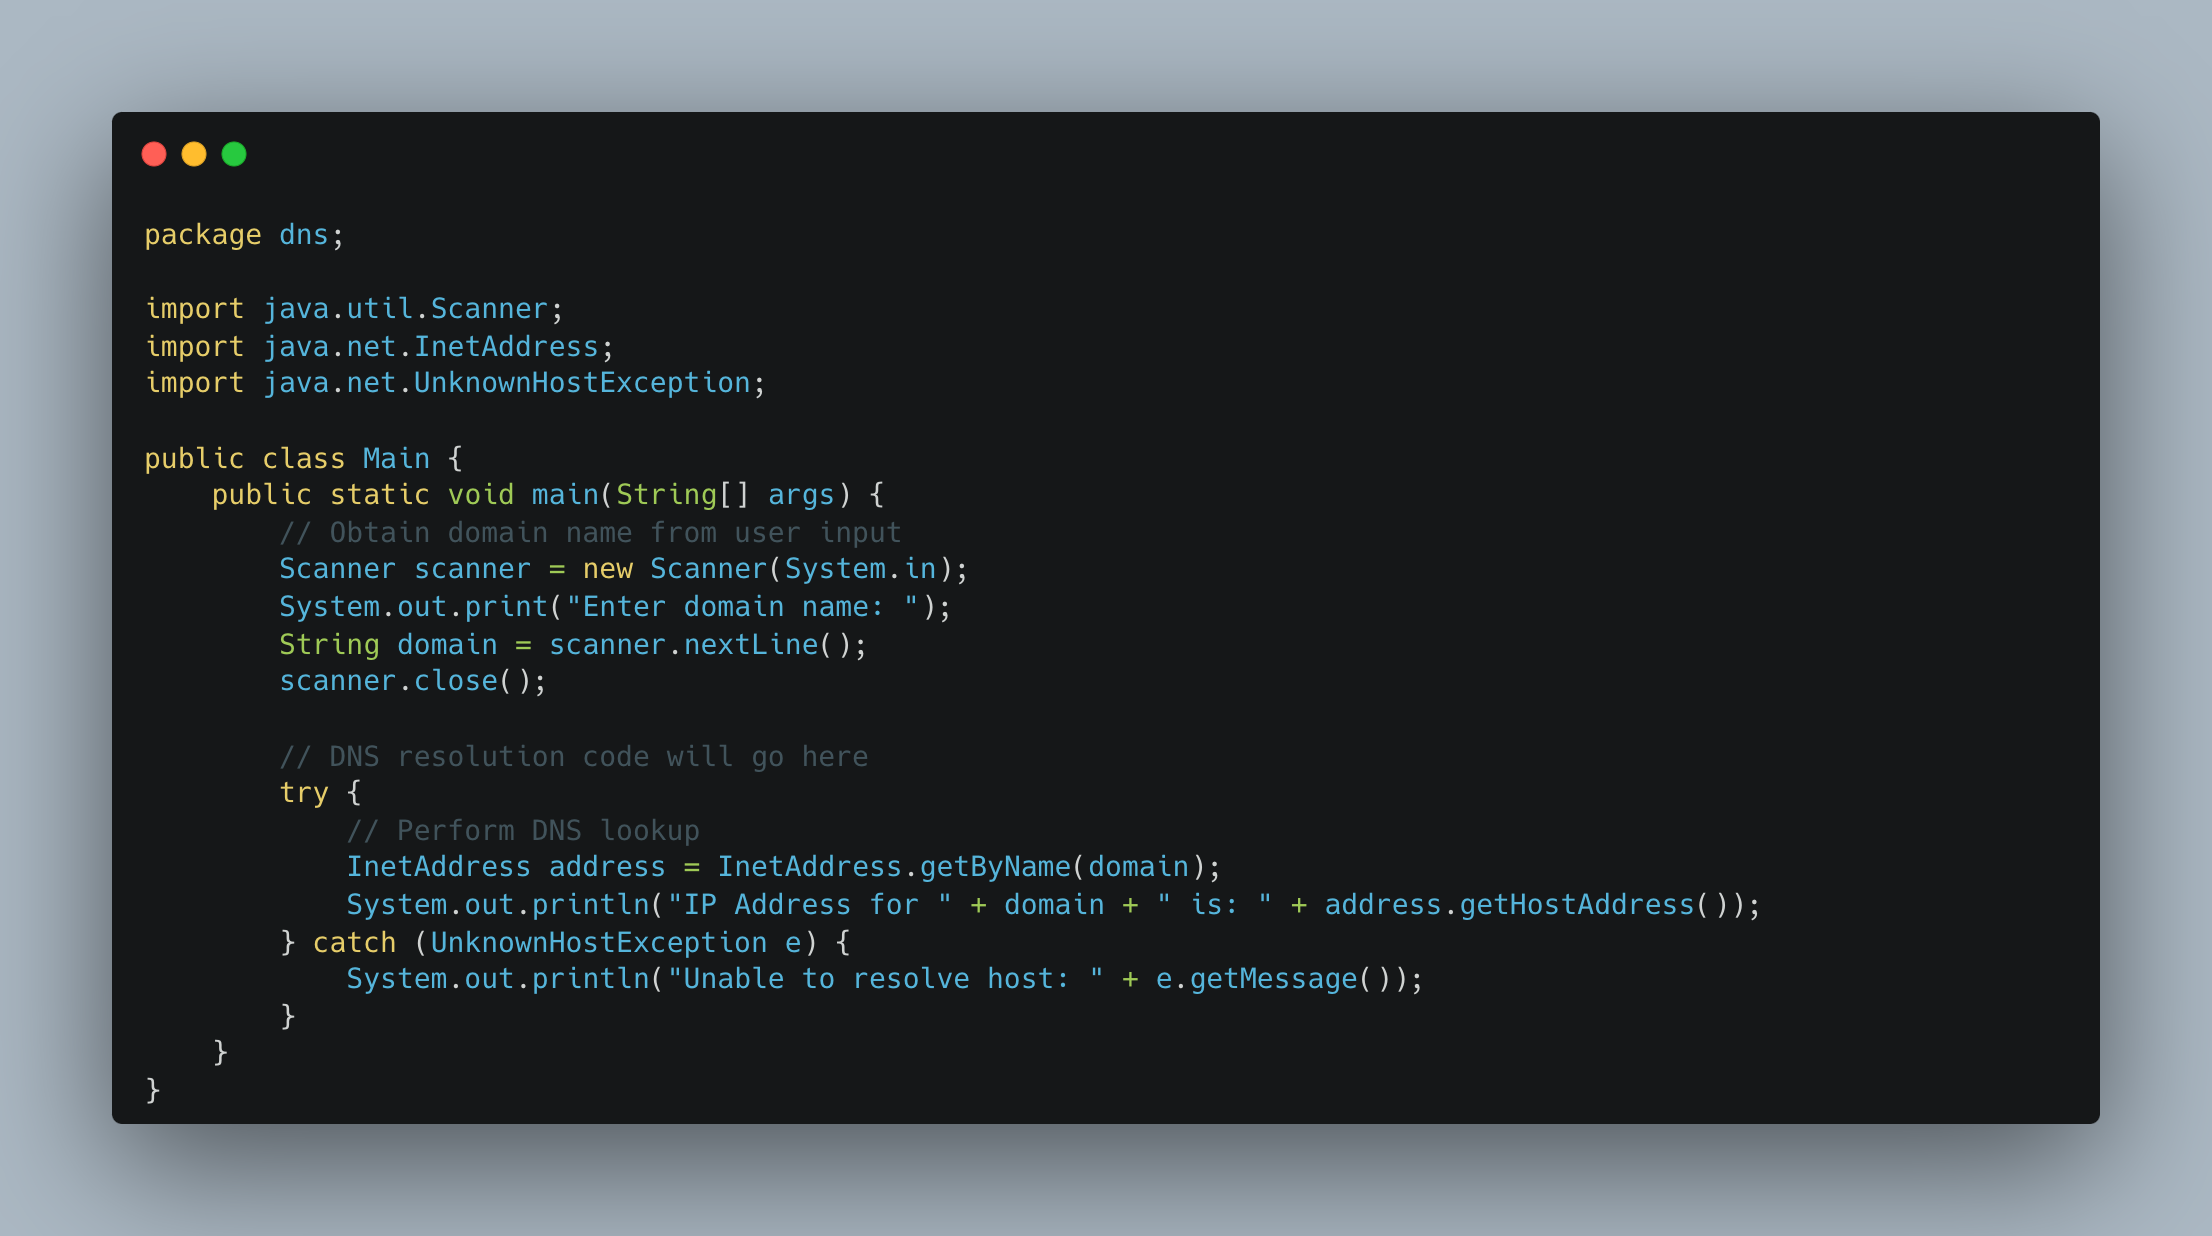 package dns;

import java.util.Scanner;
import java.net.InetAddress;
import java.net.UnknownHostException;

public class Main {
    public static void main(String[] args) {
        // Obtain domain name from user input
        Scanner scanner = new Scanner(System.in);
        System.out.print("Enter domain name: ");
        String domain = scanner.nextLine();
        scanner.close();

        // DNS resolution code will go here
        try {
            // Perform DNS lookup
            InetAddress address = InetAddress.getByName(domain);
            System.out.println("IP Address for " + domain + " is: " + address.getHostAddress());
        } catch (UnknownHostException e) {
            System.out.println("Unable to resolve host: " + e.getMessage());
        }
    }
}